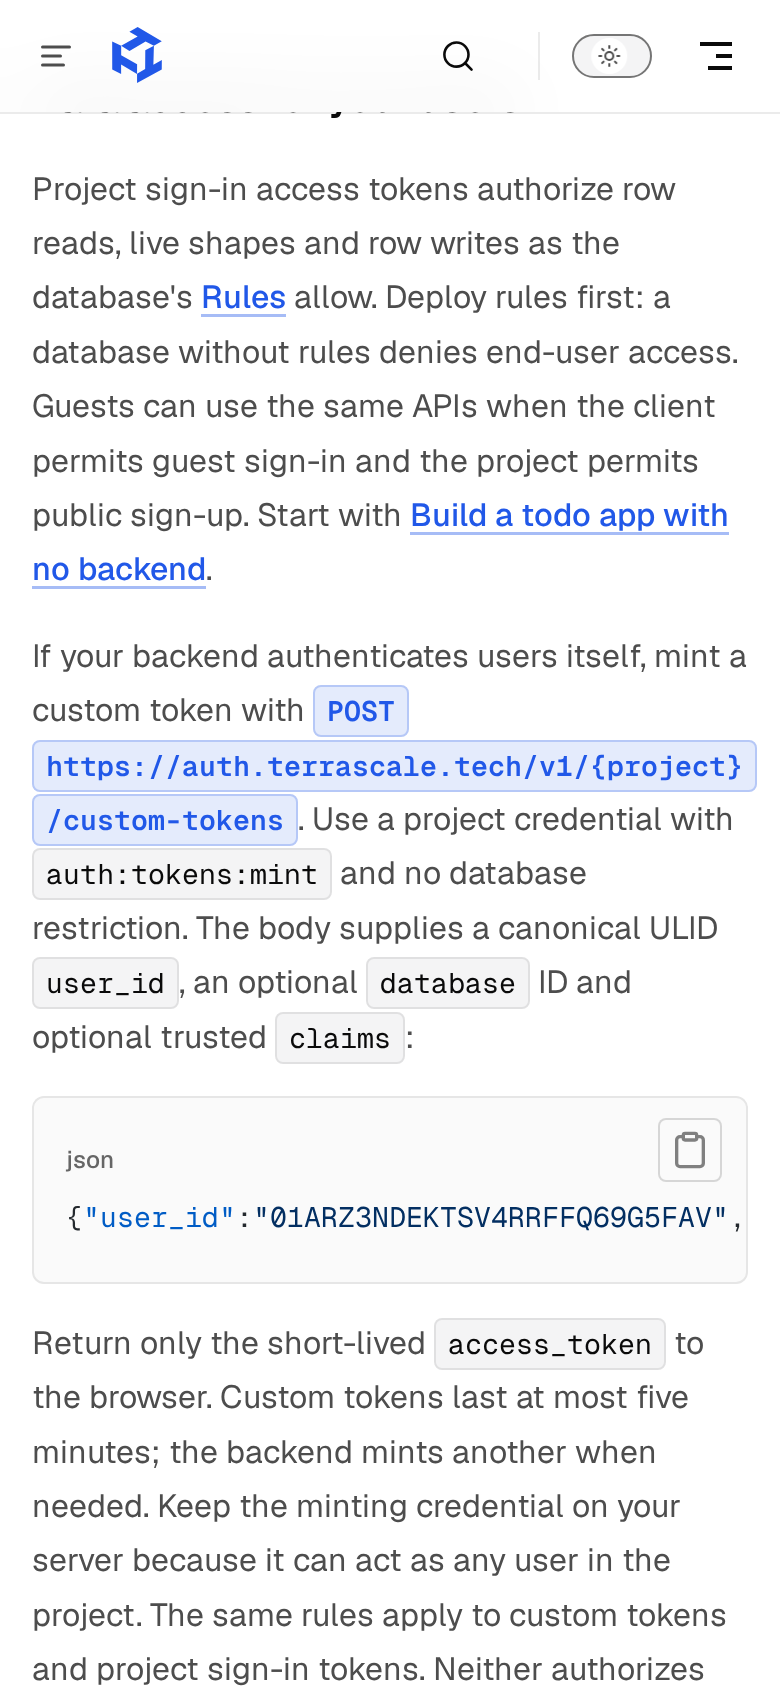 Project sign-in access tokens authorize row
reads, live shapes and row writes as the
database's Rules allow. Deploy rules first: a
database without rules denies end-user access.
Guests can use the same APIs when the client
permits guest sign-in and the project permits
public sign-up. Start with Build a todo app with
no backend.
If your backend authenticates users itself, mint a
custom token with POST
https://auth.terrascale.tech/v1/{project}
/custom-tokens. Use a project credential with
auth:tokens:mint and no database
restriction. The body supplies a canonical ULID
user_id, an optional database ID and
optional trusted claims:
json
{"user_id":"01ARZ3NDEKTSV4RRFFQ69G5FAV",
Return only the short-lived access_token to
the browser. Custom tokens last at most five
minutes; the backend mints another when
needed. Keep the minting credential on your
server because it can act as any user in the
project. The same rules apply to custom tokens
and project sign-in tokens. Neither authorizes